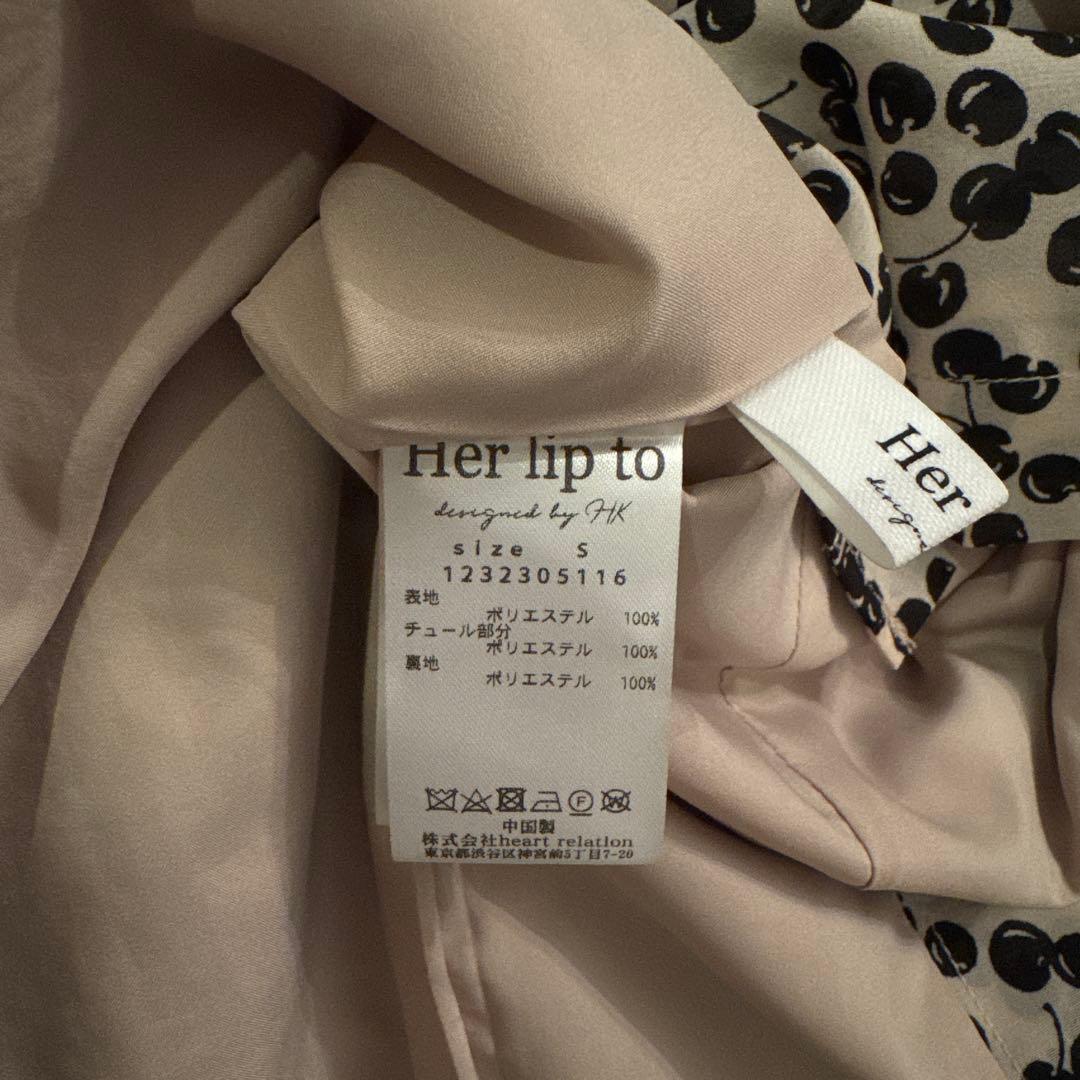 Her lip to
designed by HK
size S
1232305116
表地
ポリエステル 100%
チュール部分
ポリエステル 100%
裏地
ポリエステル 100%
中国製
株式会社heart relation
東京都渋谷区神宮前5丁目7-20
Her
design